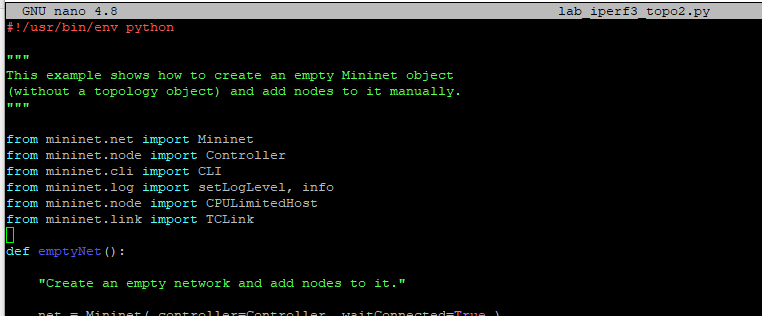 GNU nano 4.8 lab_iperf3_topo2.py
#!/usr/bin/env python
"""
This example shows how to create an empty Mininet object
(without a topology object) and add nodes to it manually.
"""
from mininet.net import Mininet
from mininet.node import Controller
from mininet.cli import CLI
from mininet.log import setLogLevel, info
from mininet.node import CPULimitedHost
from mininet.link import TCLink
def emptyNet():
"Create an empty network and add nodes to it."
net = Mininet( controller=Controller, waitConnected=True )